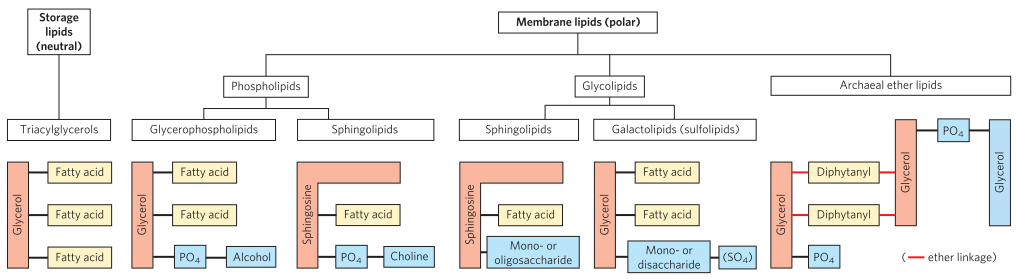 Storage
lipids
(neutral)
Membrane lipids (polar)
Phospholipids
Glycolipids
Archaeal ether lipids
Triacylglycerols
Glycerophospholipids
Sphingolipids
Sphingolipids
Galactolipids (sulfolipids)
Glycerol
Fatty acid
Fatty acid
Fatty acid
Glycerol
Fatty acid
Fatty acid
PO4
Alcohol
Sphingosine
Fatty acid
PO4
Choline
Sphingosine
Fatty acid
Mono- or
oligosaccharide
Glycerol
Fatty acid
Fatty acid
Mono- or
disaccharide
(SO4)
Glycerol
Diphytanyl
Diphytanyl
PO4
Glycerol
PO4
Glycerol
( ether linkage)